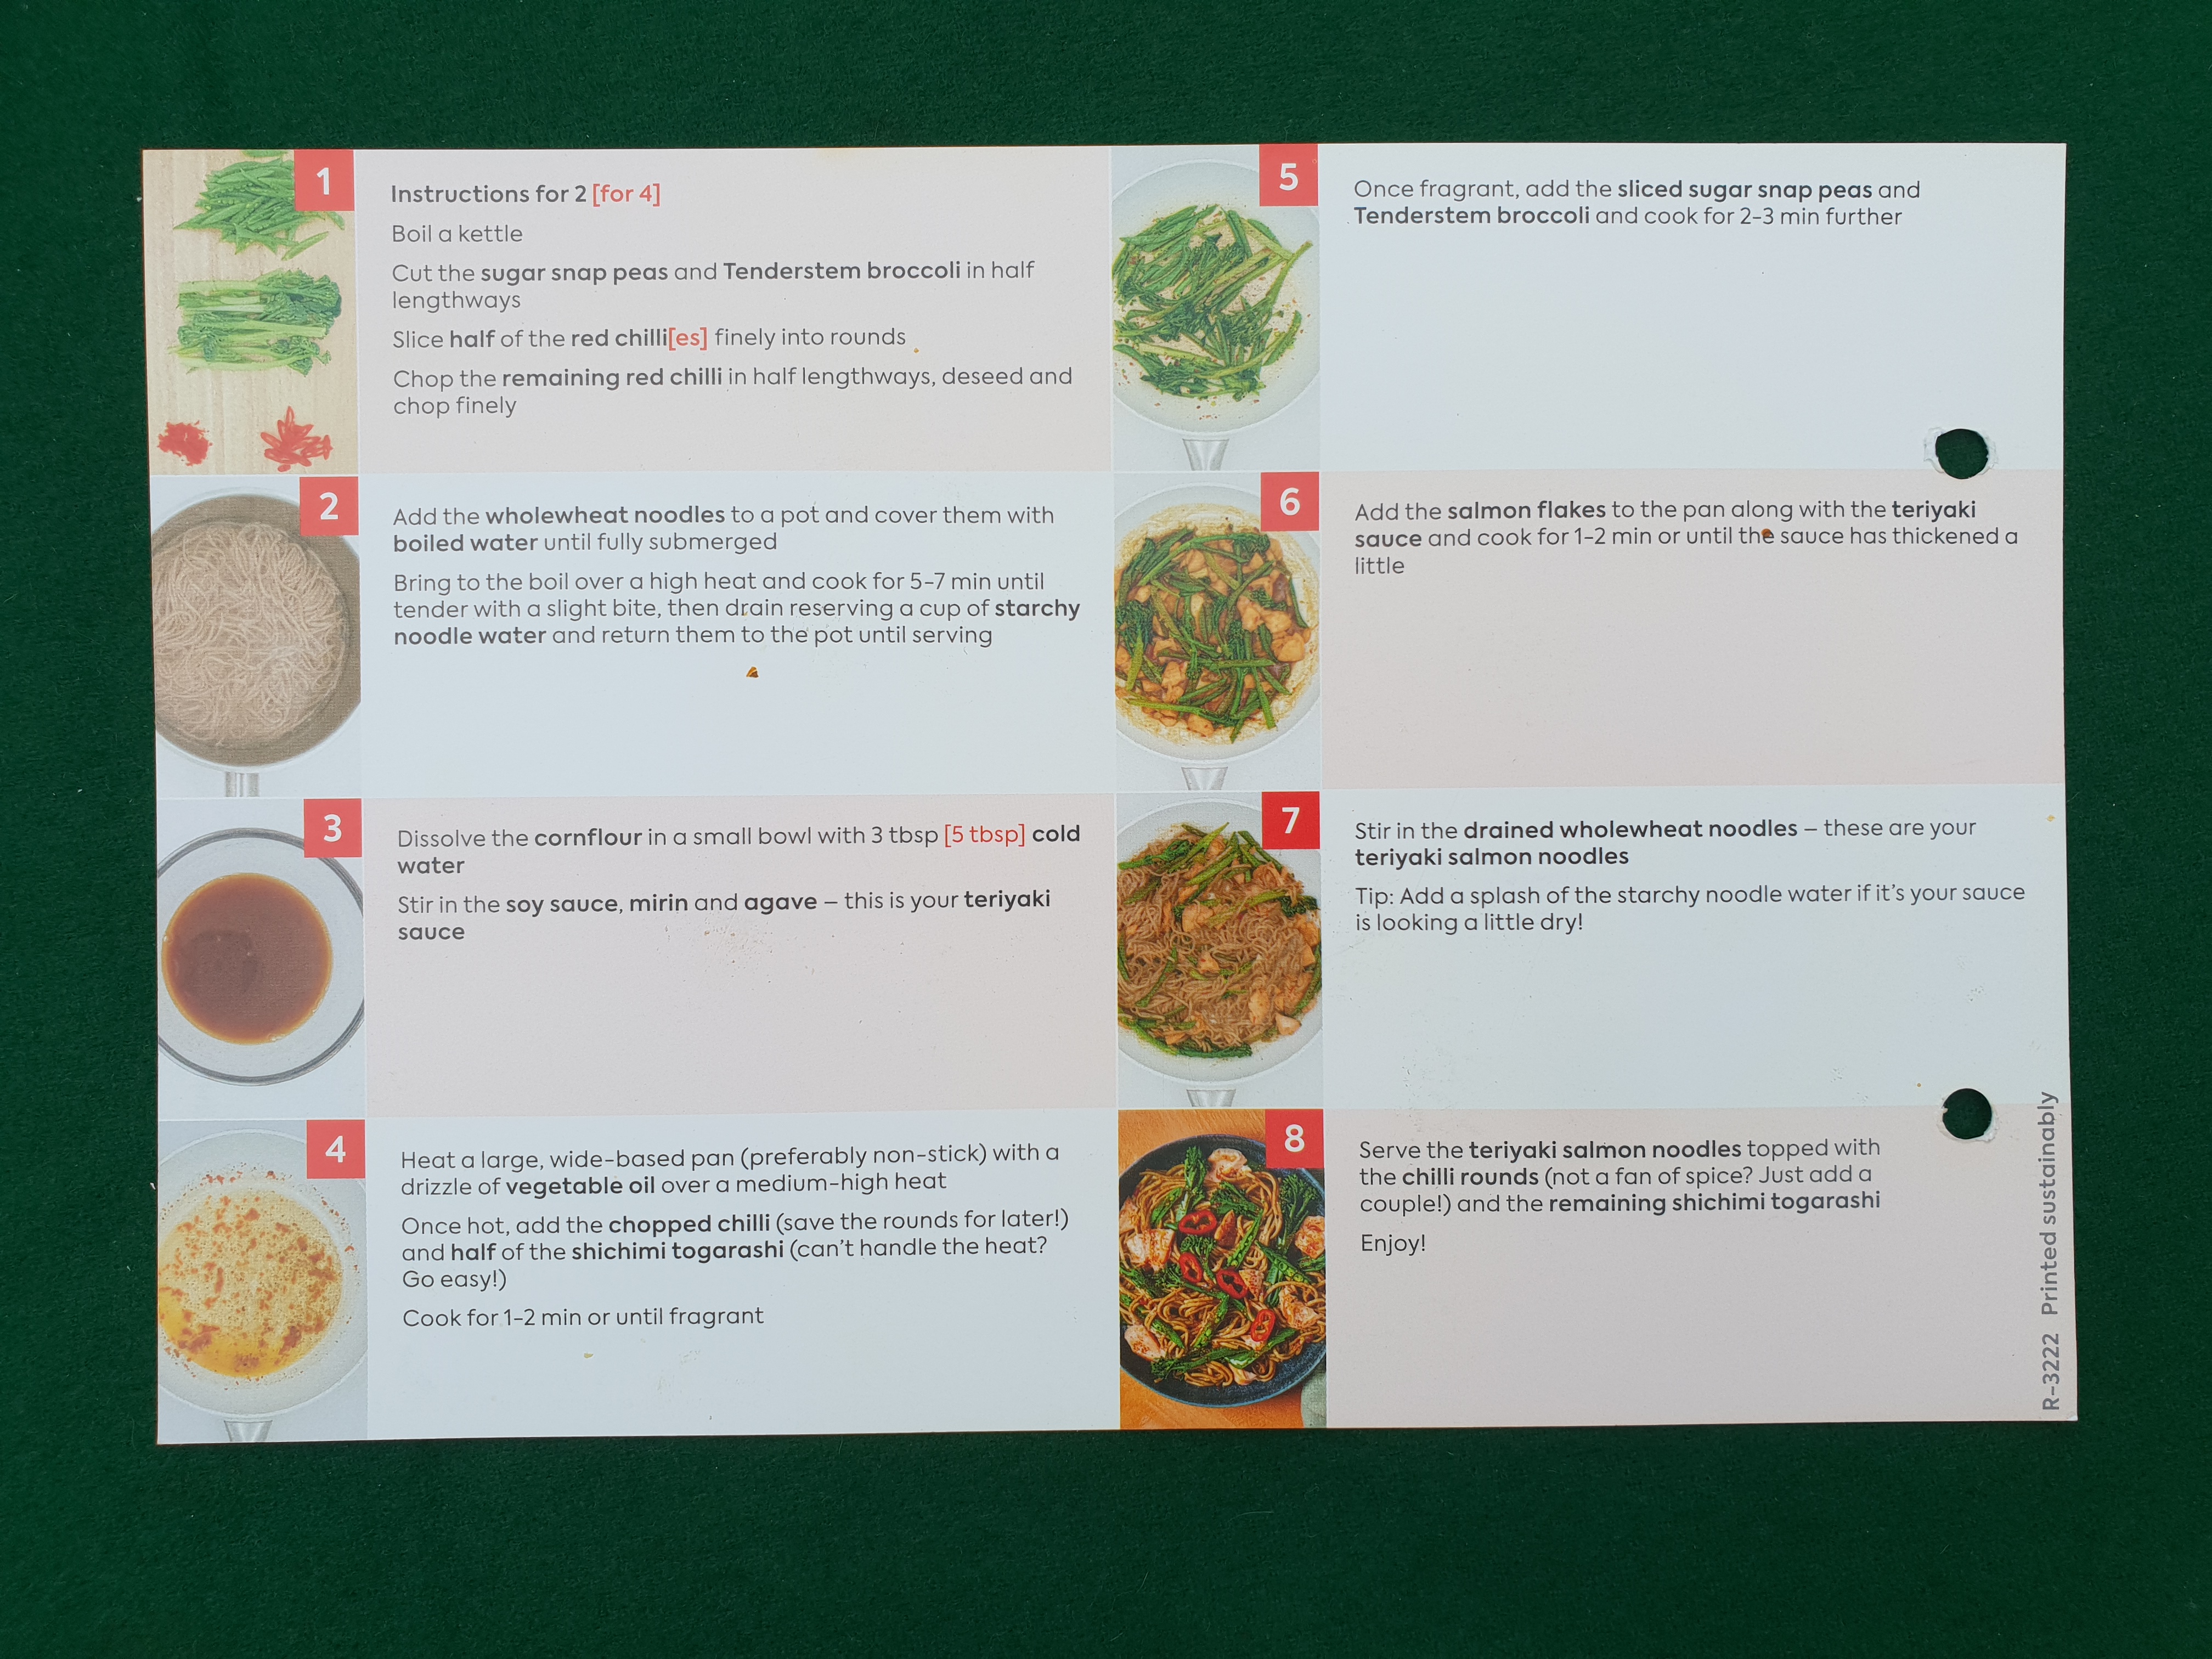 1
Instructions for 2 [for 4]
Boil a kettle
Cut the sugar snap peas and Tenderstem broccoli in half
lengthways
Slice half of the red chilli[es] finely into rounds
Chop the remaining red chilli in half lengthways, deseed and
chop finely
2
Add the wholewheat noodles to a pot and cover them with
boiled water until fully submerged
Bring to the boil over a high heat and cook for 5-7 min until
tender with a slight bite, then drain reserving a cup of starchy
noodle water and return them to the pot until serving
3
Dissolve the cornflour in a small bowl with 3 tbsp [5 tbsp] cold
water
Stir in the soy sauce, mirin and agave – this is your teriyaki
sauce
4
Heat a large, wide-based pan (preferably non-stick) with a
drizzle of vegetable oil over a medium-high heat
Once hot, add the chopped chilli (save the rounds for later!)
and half of the shichimi togarashi (can't handle the heat?
Go easy!)
Cook for 1-2 min or until fragrant
5
Once fragrant, add the sliced sugar snap peas and
Tenderstem broccoli and cook for 2-3 min further
6
Add the salmon flakes to the pan along with the teriyaki
sauce and cook for 1-2 min or until the sauce has thickened a
little
7
Stir in the drained wholewheat noodles – these are your
teriyaki salmon noodles
Tip: Add a splash of the starchy noodle water if it's your sauce
is looking a little dry!
8
Serve the teriyaki salmon noodles topped with
the chilli rounds (not a fan of spice? Just add a
couple!) and the remaining shichimi togarashi
Enjoy!
R-3222 Printed sustainably